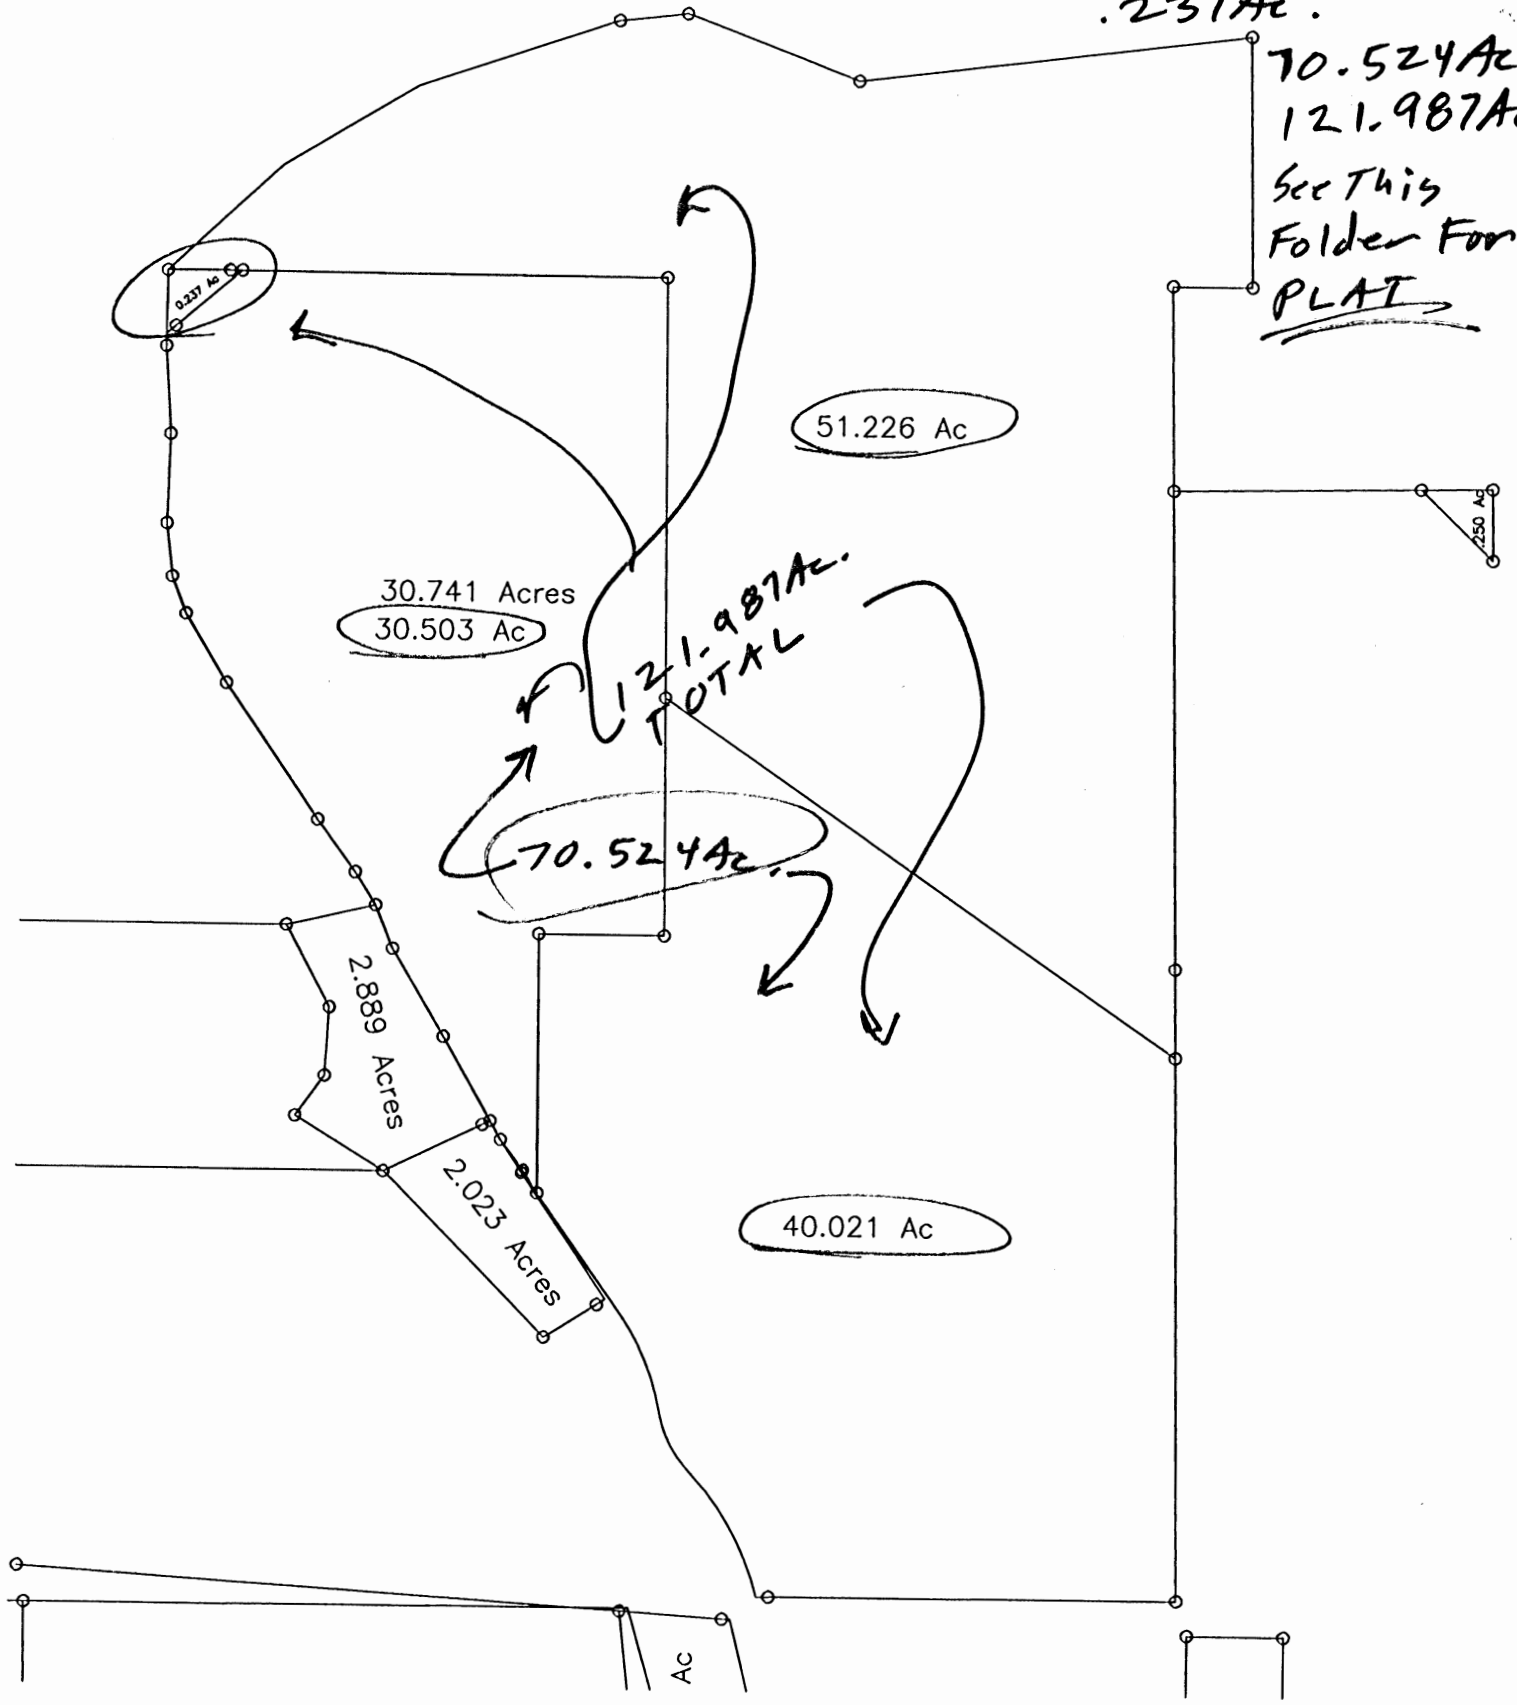 .237Ac.
70.524Ac
121.987Ac
See This
Folder For
PLAT
0.237 Ac
51.226 Ac
.250 Ac
30.741 Acres
30.503 Ac
121.987Ac.
TOTAL
70.524Ac.
2.889 Acres
2.023 Acres
40.021 Ac
Ac